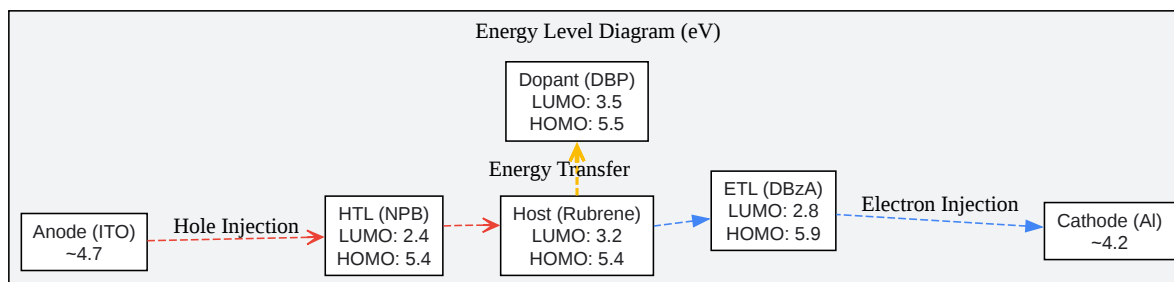 Energy Level Diagram (eV)
Dopant (DBP)
LUMO: 3.5
HOMO: 5.5
Energy Transfer
Anode (ITO)
~4.7
Hole Injection
HTL (NPB)
LUMO: 2.4
HOMO: 5.4
Host (Rubrene)
LUMO: 3.2
HOMO: 5.4
ETL (DBzA)
LUMO: 2.8
HOMO: 5.9
Electron Injection
Cathode (Al)
~4.2